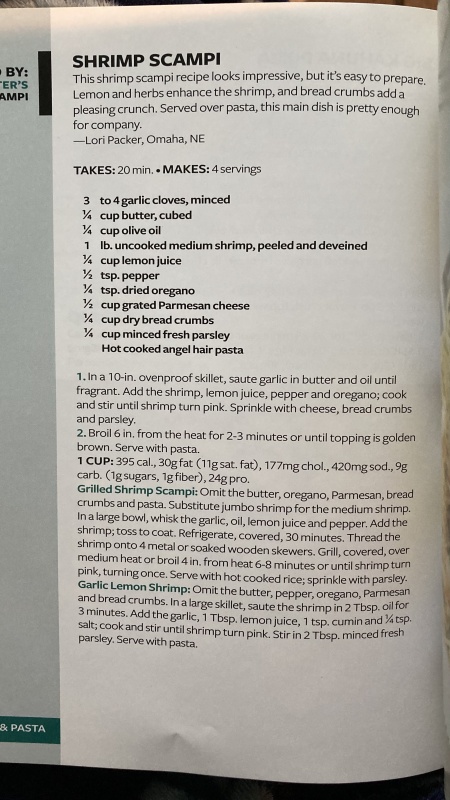 BY:
ER'S
AMPI
SHRIMP SCAMPI
This shrimp scampi recipe looks impressive, but it's easy to prepare.
Lemon and herbs enhance the shrimp, and bread crumbs add a
pleasing crunch. Served over pasta, this main dish is pretty enough
for company.
—Lori Packer, Omaha, NE
TAKES: 20 min. • MAKES: 4 servings
3 to 4 garlic cloves, minced
¼ cup butter, cubed
¼ cup olive oil
1 lb. uncooked medium shrimp, peeled and deveined
¼ cup lemon juice
½ tsp. pepper
¼ tsp. dried oregano
½ cup grated Parmesan cheese
¼ cup dry bread crumbs
¼ cup minced fresh parsley
Hot cooked angel hair pasta
1. In a 10-in. ovenproof skillet, saute garlic in butter and oil until
fragrant. Add the shrimp, lemon juice, pepper and oregano; cook
and stir until shrimp turn pink. Sprinkle with cheese, bread crumbs
and parsley.
2. Broil 6 in. from the heat for 2-3 minutes or until topping is golden
brown. Serve with pasta.
1 CUP: 395 cal., 30g fat (11g sat. fat), 177mg chol., 420mg sod., 9g
carb. (1g sugars, 1g fiber), 24g pro.
Grilled Shrimp Scampi: Omit the butter, oregano, Parmesan, bread
crumbs and pasta. Substitute jumbo shrimp for the medium shrimp.
In a large bowl, whisk the garlic, oil, lemon juice and pepper. Add the
shrimp; toss to coat. Refrigerate, covered, 30 minutes. Thread the
shrimp onto 4 metal or soaked wooden skewers. Grill, covered, over
medium heat or broil 4 in. from heat 6-8 minutes or until shrimp turn
pink, turning once. Serve with hot cooked rice; sprinkle with parsley.
Garlic Lemon Shrimp: Omit the butter, pepper, oregano, Parmesan
and bread crumbs. In a large skillet, saute the shrimp in 2 Tbsp. oil for
3 minutes. Add the garlic, 1 Tbsp. lemon juice, 1 tsp. cumin and ¼ tsp.
salt; cook and stir until shrimp turn pink. Stir in 2 Tbsp. minced fresh
parsley. Serve with pasta.
& PASTA